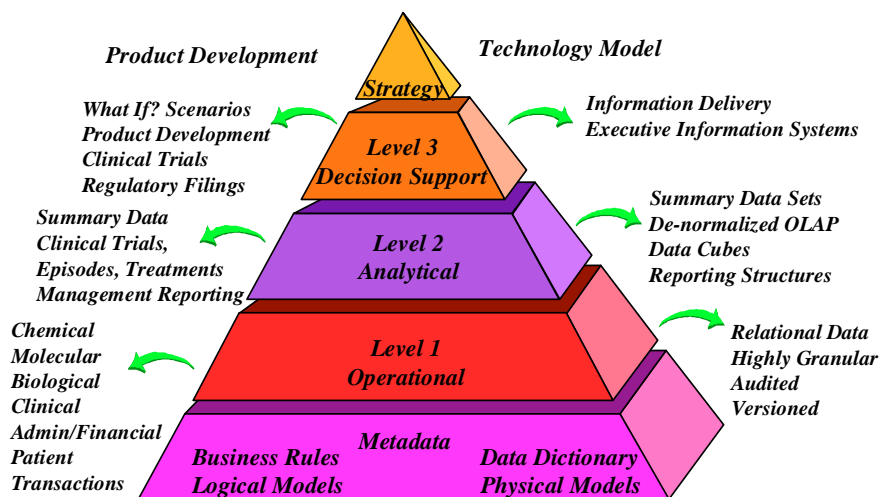 Product Development
Technology Model
Strategy
What If? Scenarios
Product Development
Clinical Trials
Regulatory Filings
Level 3
Decision Support
Information Delivery
Executive Information Systems
Summary Data
Clinical Trials,
Episodes, Treatments
Management Reporting
Level 2
Analytical
Summary Data Sets
De-normalized OLAP
Data Cubes
Reporting Structures
Chemical
Molecular
Biological
Clinical
Admin/Financial
Patient
Transactions
Level 1
Operational
Relational Data
Highly Granular
Audited
Versioned
Metadata
Business Rules
Logical Models
Data Dictionary
Physical Models